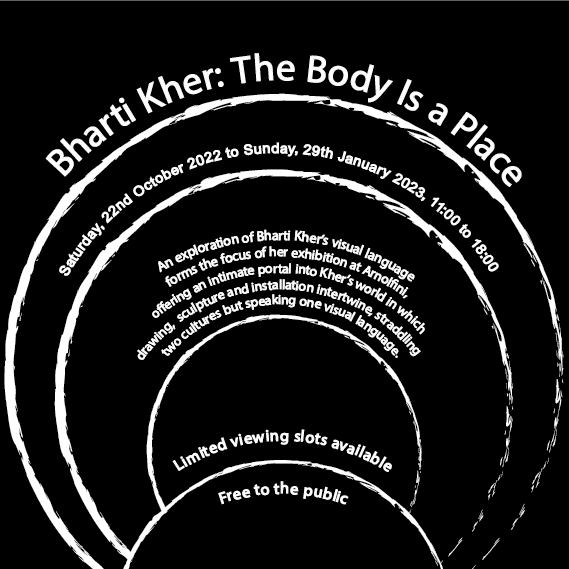 Bharti Kher: The Body Is a Place
Saturday, 22nd October 2022 to Sunday, 29th January 2023, 11:00 to 18:00
An exploration of Bharti Kher's visual language
forms the focus of her exhibition at Arnolfini,
offering an intimate portal into Kher's world in which
drawing, sculpture and installation intertwine, straddling
two cultures but speaking one visual language.
Limited viewing slots available
Free to the public